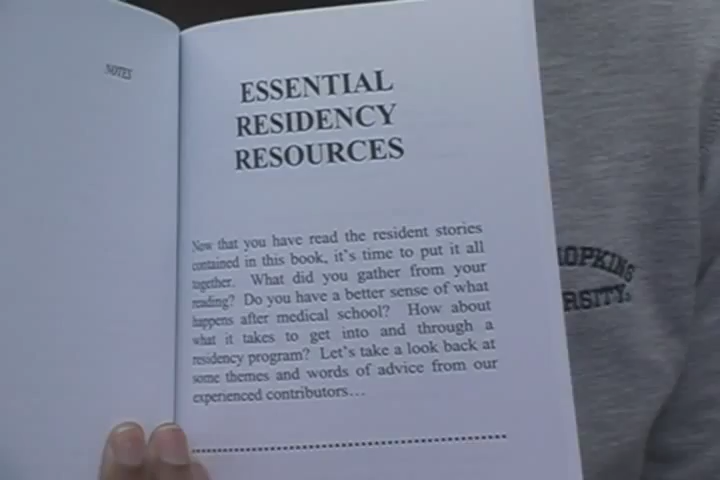 NOTES
ESSENTIAL
RESIDENCY
RESOURCES
Now that you have read the resident stories
contained in this book, it's time to put it all
together. What did you gather from your
reading? Do you have a better sense of what
happens after medical school? How about
what it takes to get into and through a
residency program? Let's take a look back at
some themes and words of advice from our
experienced contributors...
OPKINS
RSITY